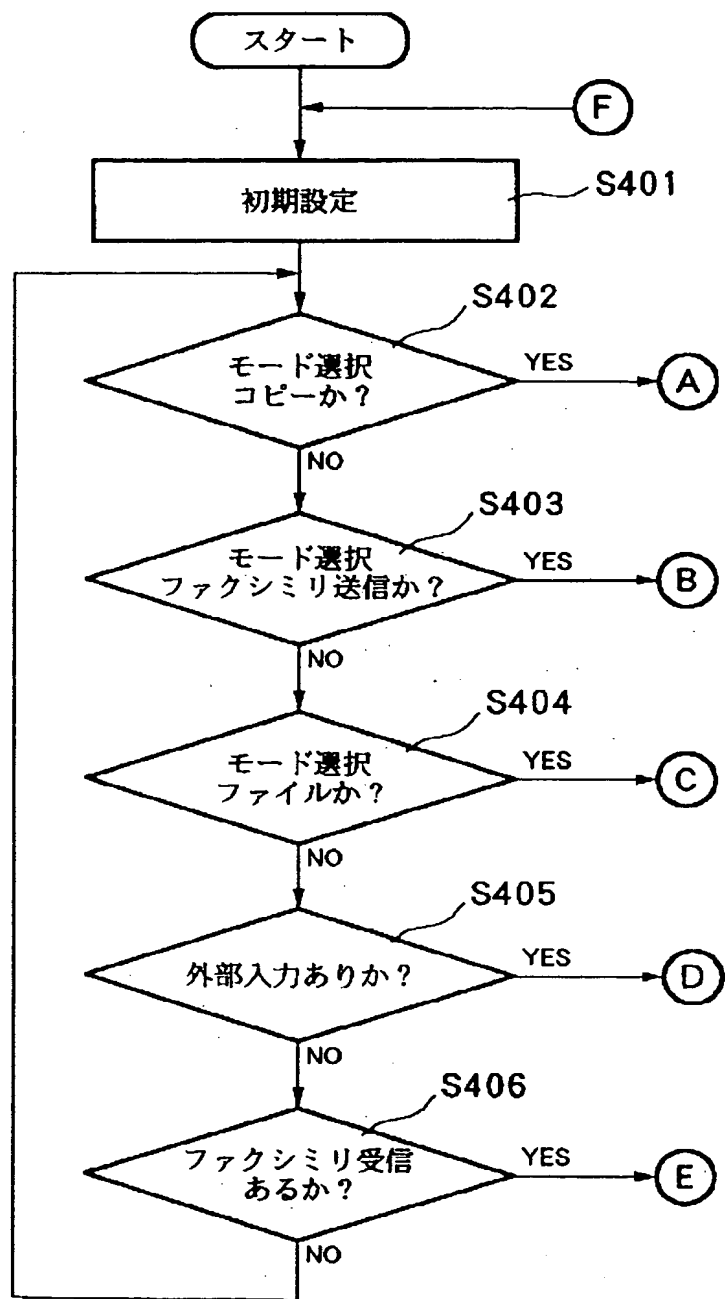 スタート
F
初期設定
S401
S402
モード選択
コピーか？
YES
A
NO
S403
モード選択
ファクシミリ送信か？
YES
B
NO
S404
モード選択
ファイルか？
YES
C
NO
S405
外部入力ありか？
YES
D
NO
S406
ファクシミリ受信
あるか？
YES
E
NO